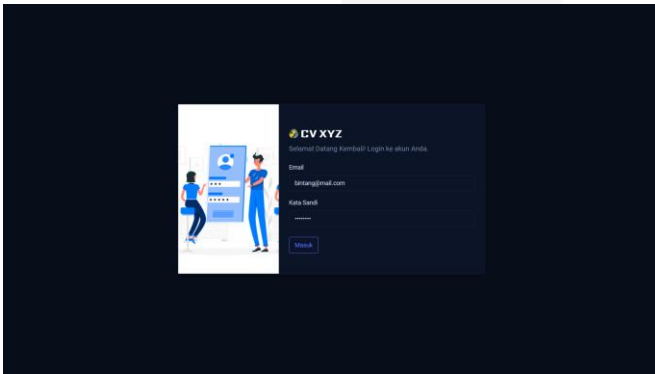 CV XYZ
Selamat Datang Kembali! Login ke akun Anda.
Email
bintang@mail.com
Kata Sandi
········
Masuk